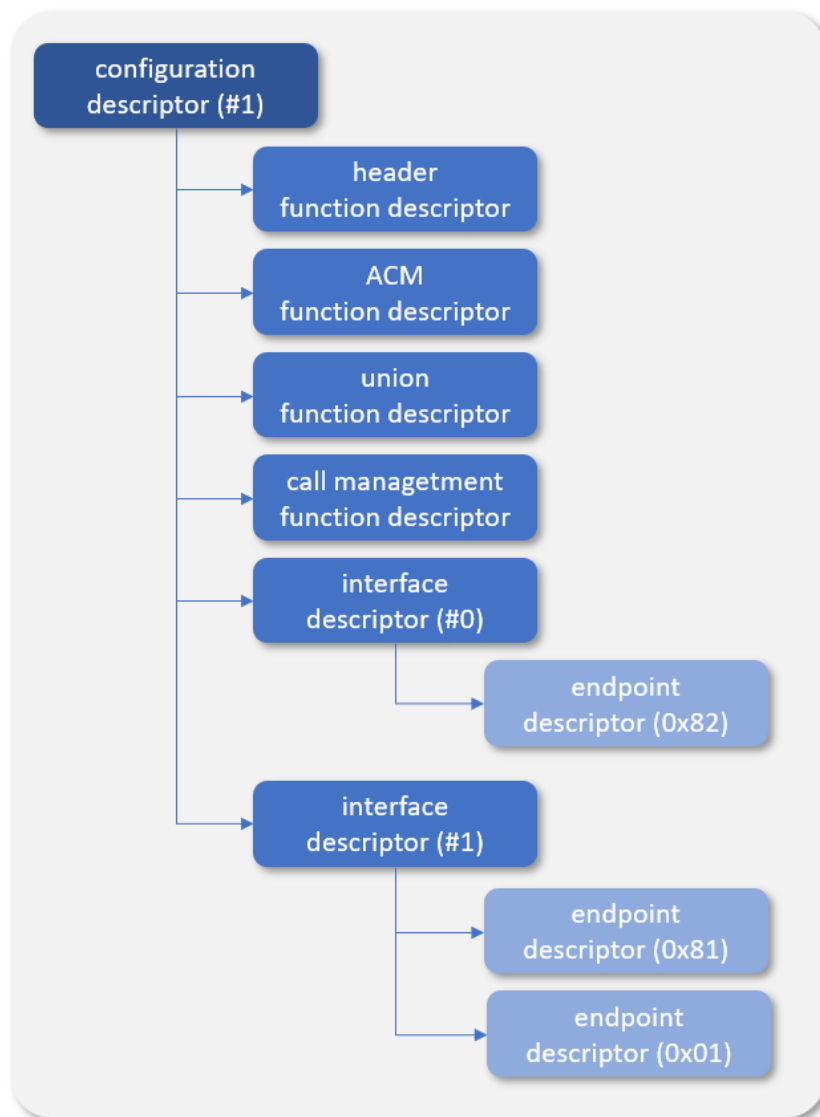 configuration
descriptor (#1)
header
function descriptor
ACM
function descriptor
union
function descriptor
call managetment
function descriptor
interface
descriptor (#0)
endpoint
descriptor (0x82)
interface
descriptor (#1)
endpoint
descriptor (0x81)
endpoint
descriptor (0x01)